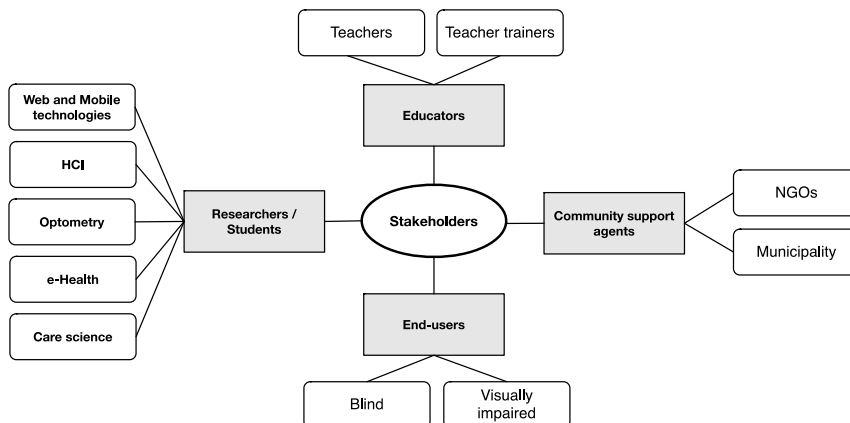 Teachers
Teacher trainers
Educators
Web and Mobile
technologies
HCI
Optometry
e-Health
Care science
Researchers /
Students
Stakeholders
Community support
agents
NGOs
Municipality
End-users
Blind
Visually
impaired